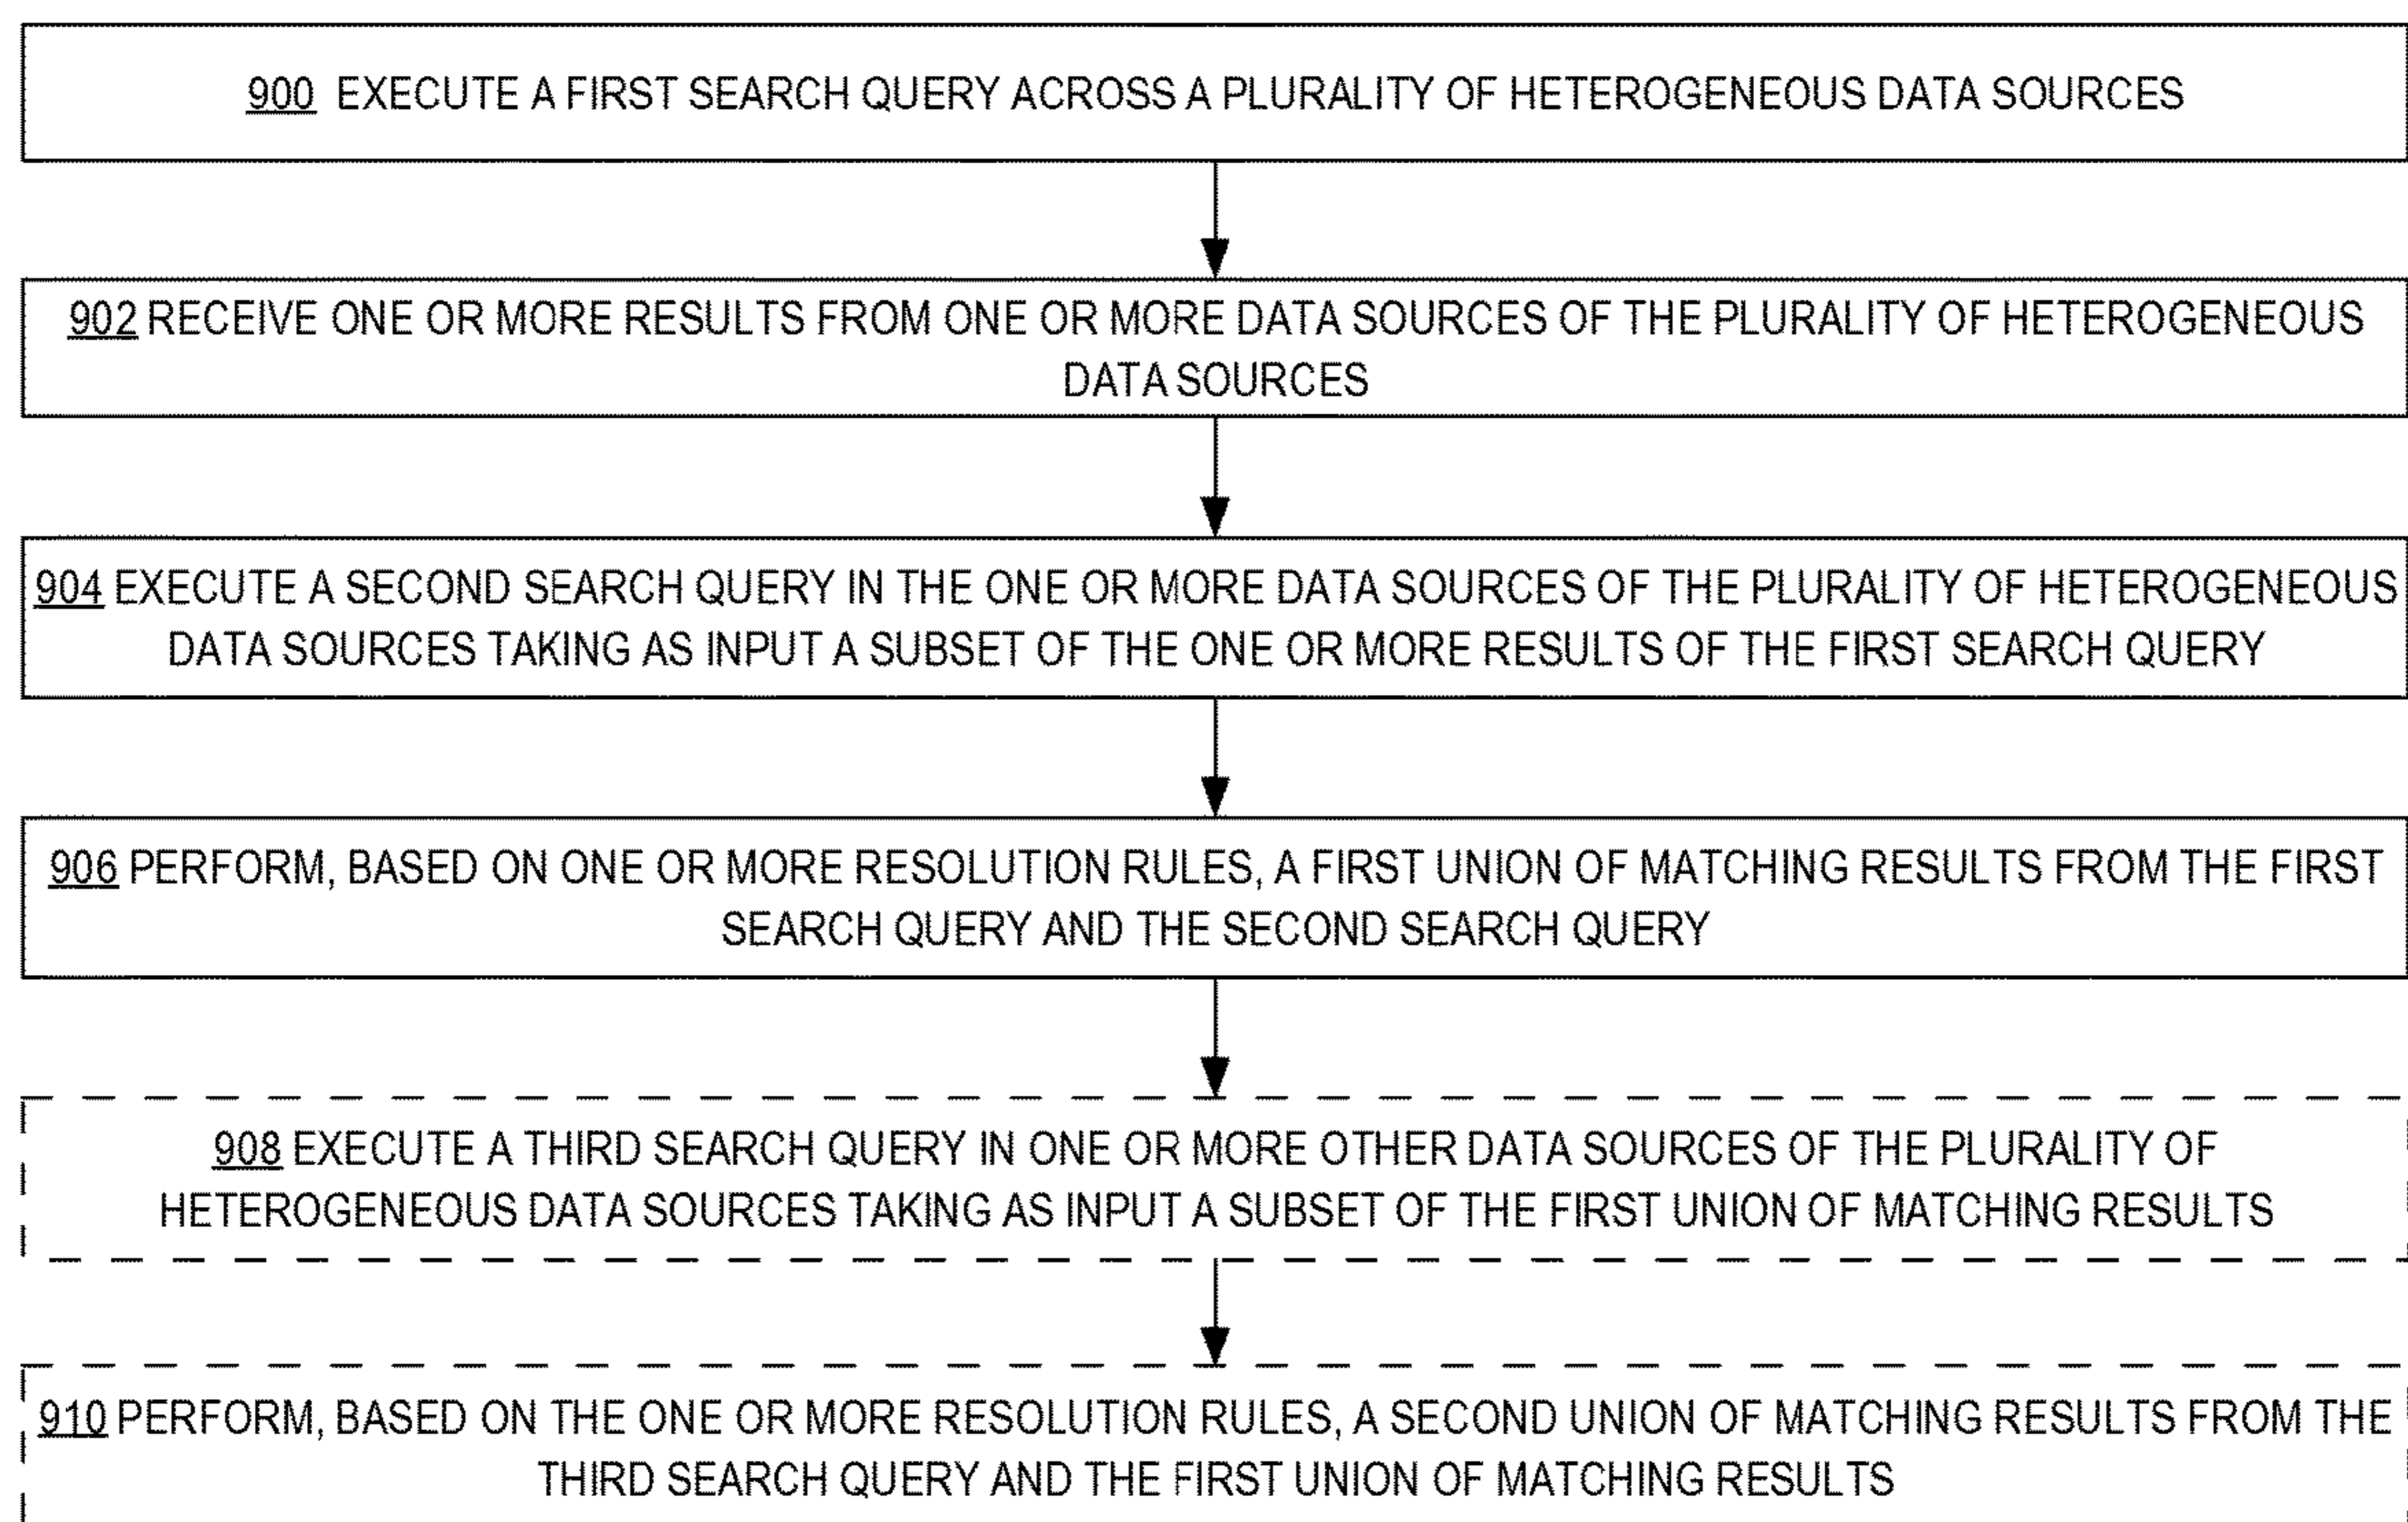 900 EXECUTE A FIRST SEARCH QUERY ACROSS A PLURALITY OF HETEROGENEOUS DATA SOURCES
902 RECEIVE ONE OR MORE RESULTS FROM ONE OR MORE DATA SOURCES OF THE PLURALITY OF HETEROGENEOUS
DATA SOURCES
904 EXECUTE A SECOND SEARCH QUERY IN THE ONE OR MORE DATA SOURCES OF THE PLURALITY OF HETEROGENEOUS
DATA SOURCES TAKING AS INPUT A SUBSET OF THE ONE OR MORE RESULTS OF THE FIRST SEARCH QUERY
906 PERFORM, BASED ON ONE OR MORE RESOLUTION RULES, A FIRST UNION OF MATCHING RESULTS FROM THE FIRST
SEARCH QUERY AND THE SECOND SEARCH QUERY
908 EXECUTE A THIRD SEARCH QUERY IN ONE OR MORE OTHER DATA SOURCES OF THE PLURALITY OF
HETEROGENEOUS DATA SOURCES TAKING AS INPUT A SUBSET OF THE FIRST UNION OF MATCHING RESULTS
910 PERFORM, BASED ON THE ONE OR MORE RESOLUTION RULES, A SECOND UNION OF MATCHING RESULTS FROM THE
THIRD SEARCH QUERY AND THE FIRST UNION OF MATCHING RESULTS